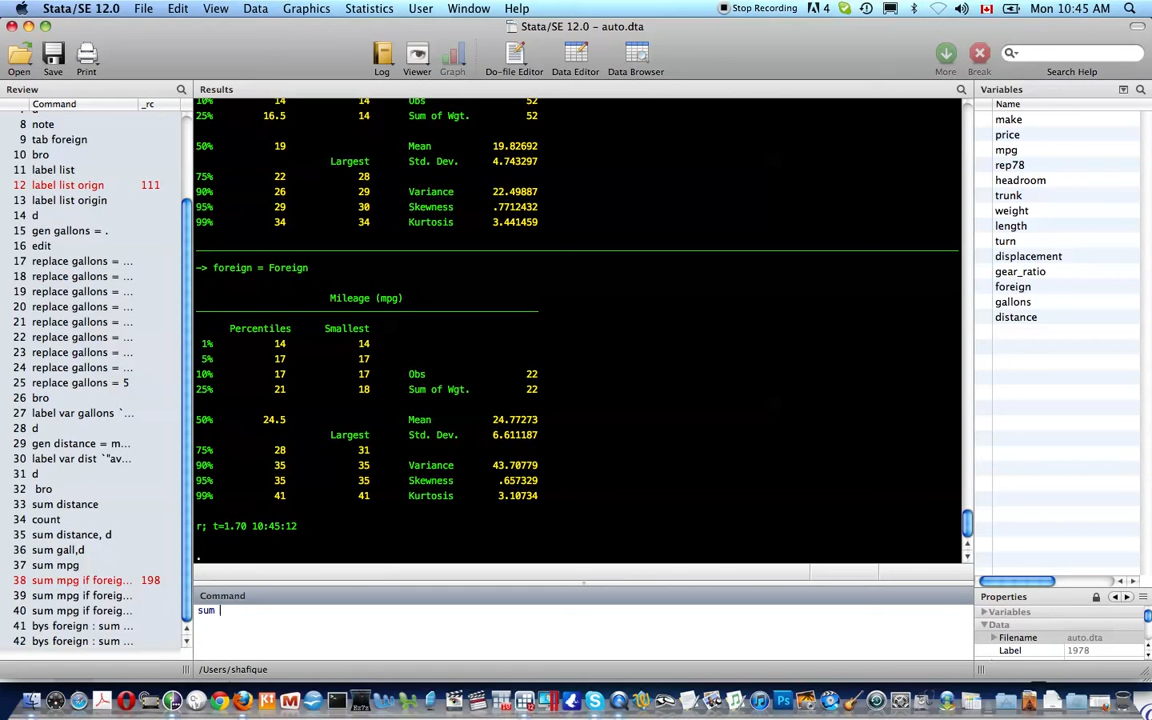 Stata/SE 12.0 File Edit View Data Graphics Statistics User Window Help Stop Recording 4 Mon 10:45 AM
Stata/SE 12.0 – auto.dta
Open Save Print Log Viewer Graph Do-file Editor Data Editor Data Browser More Break Search Help
Review
Command _rc
8 note
9 tab foreign
10 bro
11 label list
12 label list orign 111
13 label list origin
14 d
15 gen gallons = .
16 edit
17 replace gallons = ...
18 replace gallons = ...
19 replace gallons = ...
20 replace gallons = ...
21 replace gallons = ...
22 replace gallons = ...
23 replace gallons = ...
24 replace gallons = ...
25 replace gallons = 5
26 bro
27 label var gallons `...
28 d
29 gen distance = m...
30 label var dist `"av...
31 d
32 bro
33 sum distance
34 count
35 sum distance, d
36 sum gall,d
37 sum mpg
38 sum mpg if foreig... 198
39 sum mpg if foreig...
40 sum mpg if foreig...
41 bys foreign : sum ...
42 bys foreign : sum ...
Results
10% 14 14 Obs 52
25% 16.5 14 Sum of Wgt. 52
50% 19 Mean 19.82692
Largest Std. Dev. 4.743297
75% 22 28
90% 26 29 Variance 22.49887
95% 29 30 Skewness .7712432
99% 34 34 Kurtosis 3.441459
-> foreign = Foreign
Mileage (mpg)
Percentiles Smallest
1% 14 14
5% 17 17
10% 17 17 Obs 22
25% 21 18 Sum of Wgt. 22
50% 24.5 Mean 24.77273
Largest Std. Dev. 6.611187
75% 28 31
90% 35 35 Variance 43.70779
95% 35 35 Skewness .657329
99% 41 41 Kurtosis 3.10734
r; t=1.70 10:45:12
.
Command
sum
/Users/shafique
Variables
Name
make
price
mpg
rep78
headroom
trunk
weight
length
turn
displacement
gear_ratio
foreign
gallons
distance
Properties
Variables
Data
Filename auto.dta
Label 1978